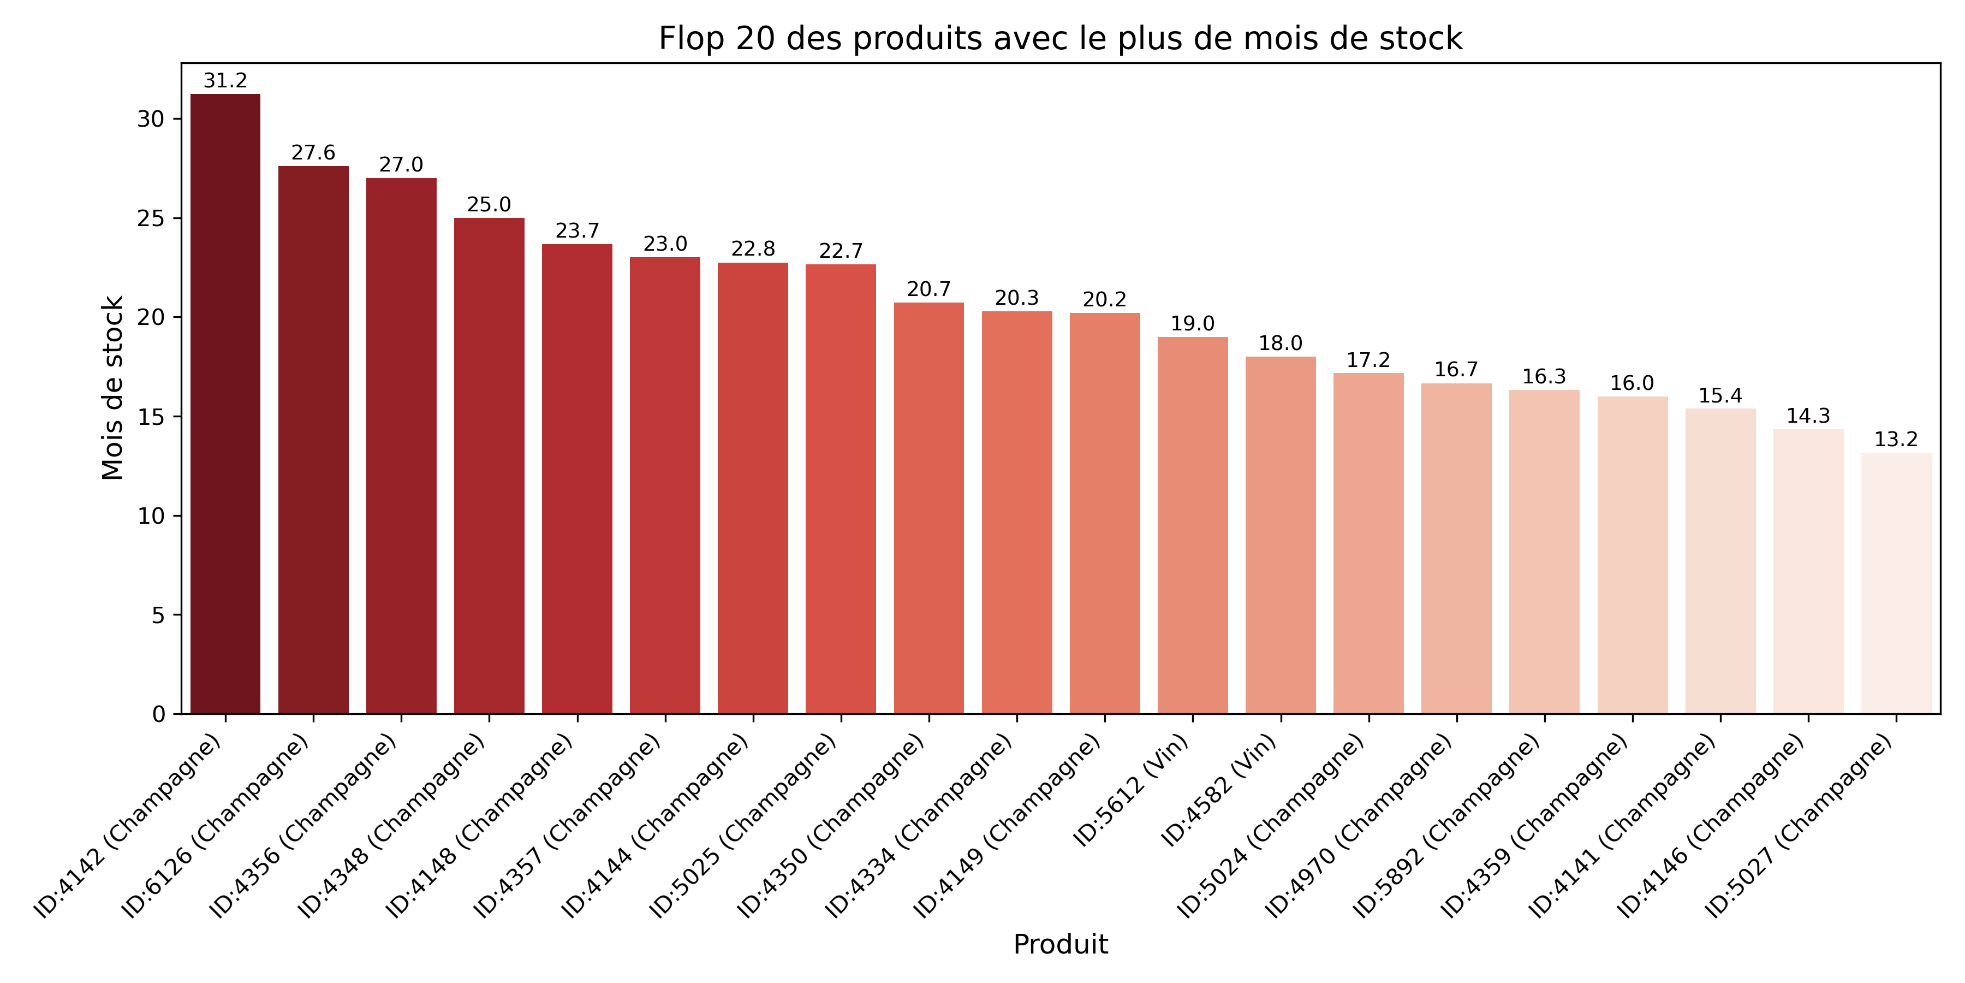 Flop 20 des produits avec le plus de mois de stock
Mois de stock
30
25
20
15
10
5
0
31.2
27.6
27.0
25.0
23.7
23.0
22.8
22.7
20.7
20.3
20.2
19.0
18.0
17.2
16.7
16.3
16.0
15.4
14.3
13.2
ID:4142 (Champagne)
ID:6126 (Champagne)
ID:4356 (Champagne)
ID:4348 (Champagne)
ID:4148 (Champagne)
ID:4357 (Champagne)
ID:4144 (Champagne)
ID:5025 (Champagne)
ID:4350 (Champagne)
ID:4334 (Champagne)
ID:4149 (Champagne)
ID:5612 (Vin)
ID:4582 (Vin)
ID:5024 (Champagne)
ID:4970 (Champagne)
ID:5892 (Champagne)
ID:4359 (Champagne)
ID:4141 (Champagne)
ID:4146 (Champagne)
ID:5027 (Champagne)
Produit